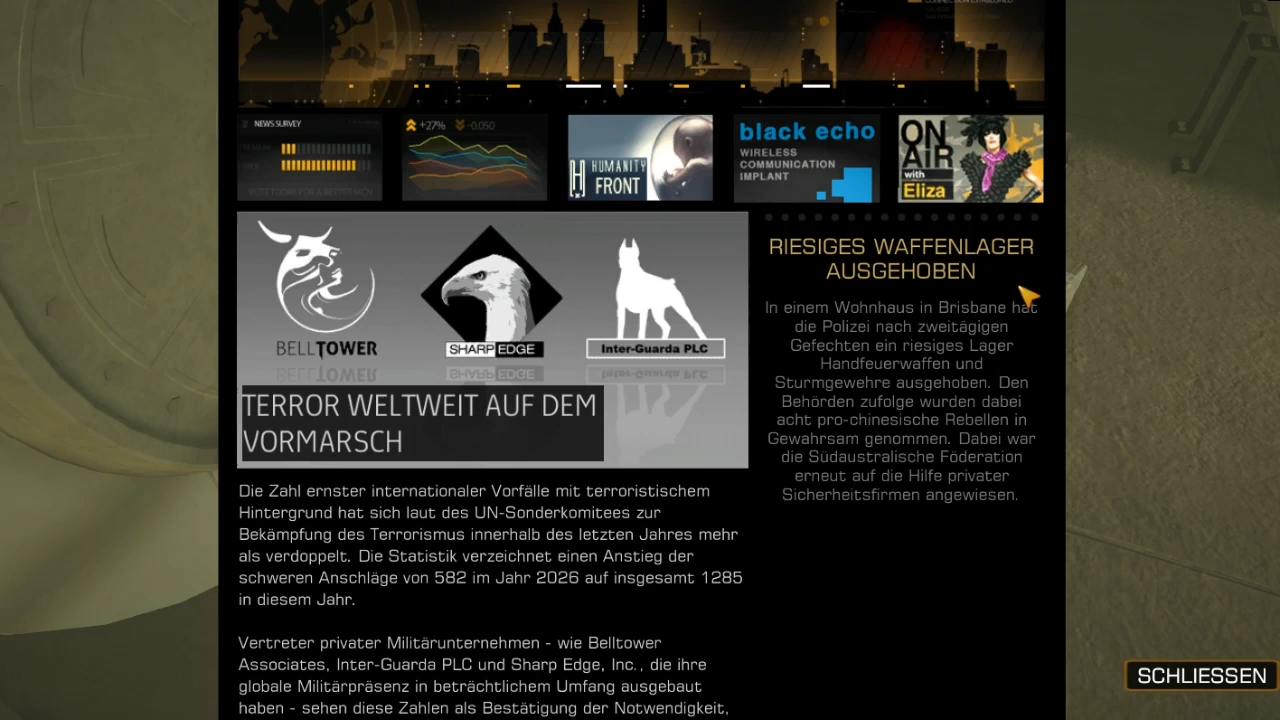 NEWS SURVEY
+27%
-0.050
HUMANITY
FRONT
black echo
WIRELESS
COMMUNICATION
IMPLANT
ON
AIR
with
Eliza
BELLTOWER
SHARP EDGE
Inter-Guarda PLC
TERROR WELTWEIT AUF DEM
VORMARSCH
Die Zahl ernster internationaler Vorfälle mit terroristischem
Hintergrund hat sich laut des UN-Sonderkomitees zur
Bekämpfung des Terrorismus innerhalb des letzten Jahres mehr
als verdoppelt. Die Statistik verzeichnet einen Anstieg der
schweren Anschläge von 582 im Jahr 2026 auf insgesamt 1285
in diesem Jahr.
Vertreter privater Militärunternehmen - wie Belltower
Associates, Inter-Guarda PLC und Sharp Edge, Inc., die ihre
globale Militärpräsenz in beträchtlichem Umfang ausgebaut
haben - sehen diese Zahlen als Bestätigung der Notwendigkeit,
RIESIGES WAFFENLAGER
AUSGEHOBEN
In einem Wohnhaus in Brisbane hat
die Polizei nach zweitägigen
Gefechten ein riesiges Lager
Handfeuerwaffen und
Sturmgewehre ausgehoben. Den
Behörden zufolge wurden dabei
acht pro-chinesische Rebellen in
Gewahrsam genommen. Dabei war
die Südaustralische Föderation
erneut auf die Hilfe privater
Sicherheitsfirmen angewiesen.
SCHLIESSEN